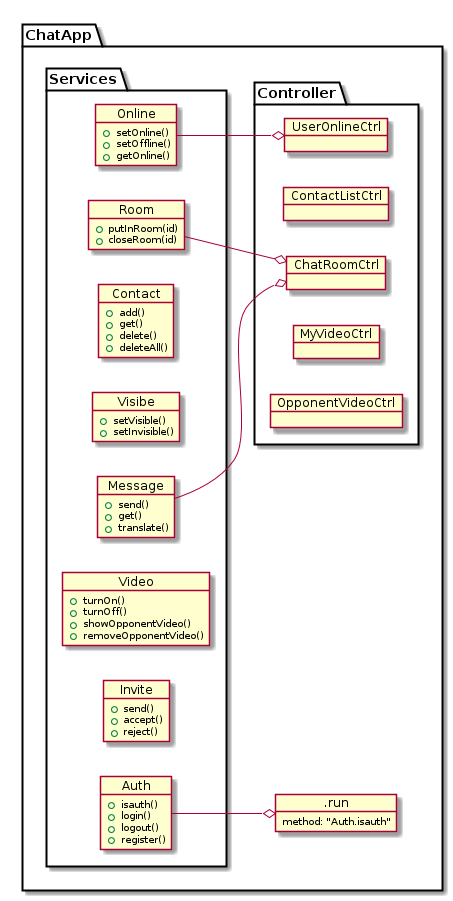 ChatApp
Services
Online
setOnline()
setOffline()
getOnline()
Room
putInRoom(id)
closeRoom(id)
Contact
add()
get()
delete()
deleteAll()
Visibe
setVisible()
setInvisible()
Message
send()
get()
translate()
Video
turnOn()
turnOff()
showOpponentVideo()
removeOpponentVideo()
Invite
send()
accept()
reject()
Auth
isauth()
login()
logout()
register()
Controller
UserOnlineCtrl
ContactListCtrl
ChatRoomCtrl
MyVideoCtrl
OpponentVideoCtrl
.run
method: "Auth.isauth"